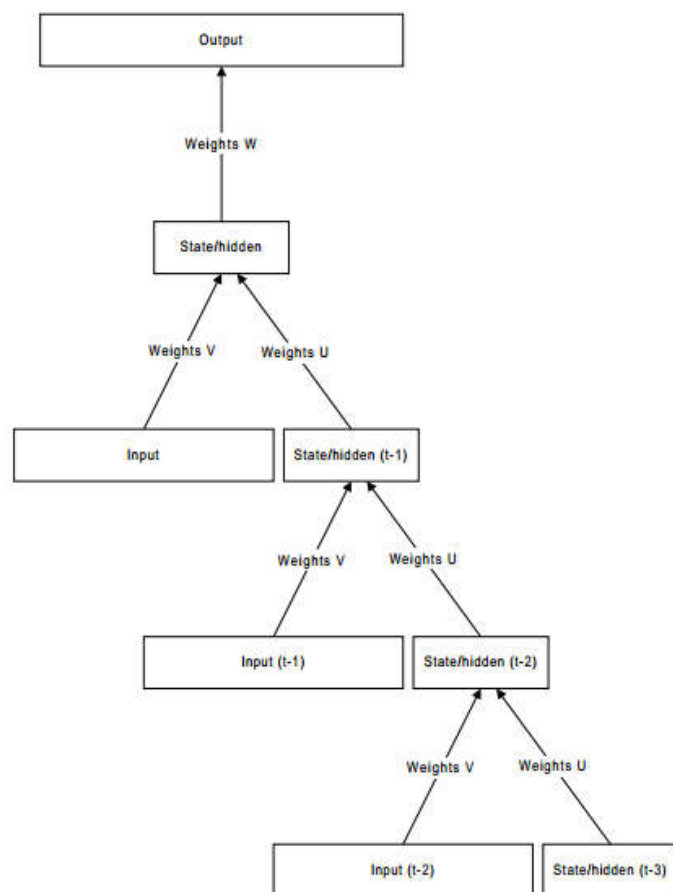 Output
Weights W
State/hidden
Weights V
Weights U
Input
State/hidden (t-1)
Weights V
Weights U
Input (t-1)
State/hidden (t-2)
Weights V
Weights U
Input (t-2)
State/hidden (t-3)